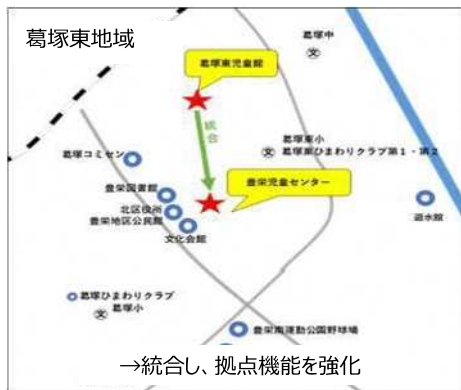 葛塚東地域
葛塚中
文
葛塚東児童館
統合
葛塚東小
文
葛塚東ひまわりクラブ第1・第2
葛塚コミセン
豊栄児童センター
豊栄図書館
北区役所
豊栄地区公民館
文化会館
遊水館
葛塚ひまわりクラブ
葛塚小
文
豊栄南運動公園野球場
→統合し、拠点機能を強化